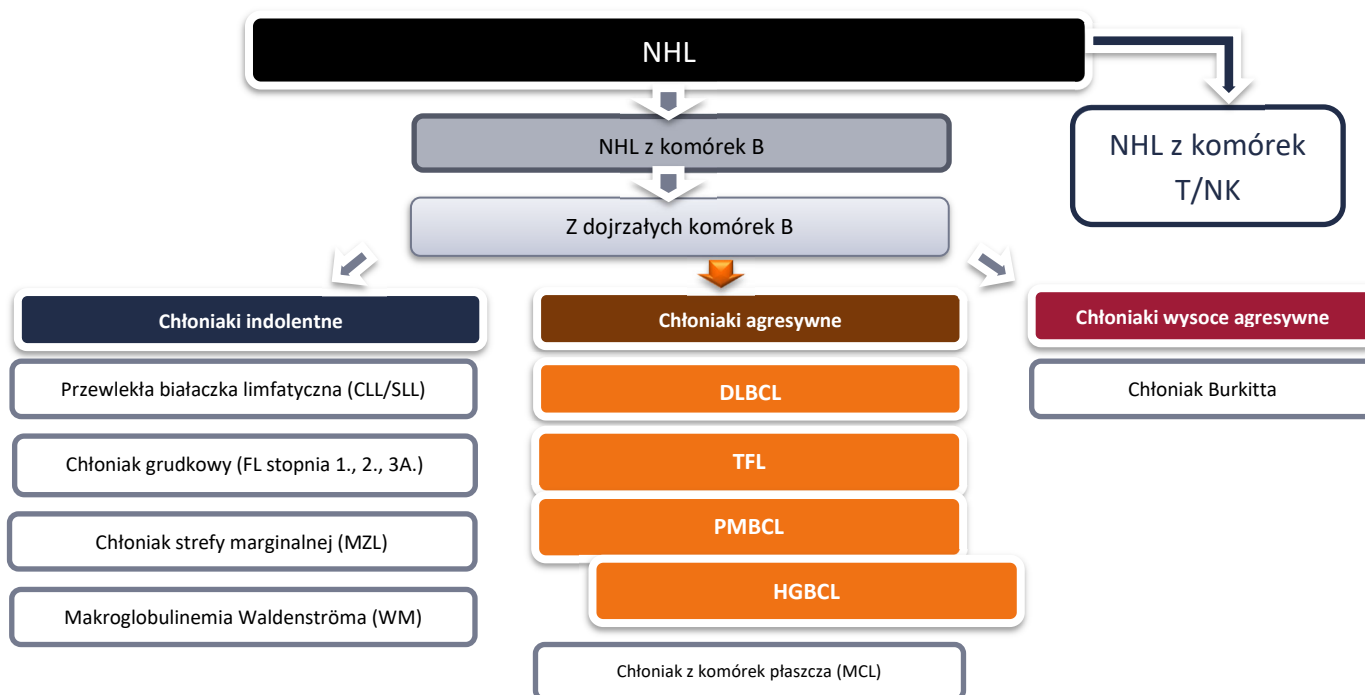 NHL
NHL z komórek B
NHL z komórek
T/NK
Z dojrzałych komórek B
Chłoniaki indolentne
Przewlekła białaczka limfatyczna (CLL/SLL)
Chłoniak grudkowy (FL stopnia 1., 2., 3A.)
Chłoniak strefy marginalnej (MZL)
Makroglobulinemia Waldenströma (WM)
Chłoniaki agresywne
DLBCL
TFL
PMBCL
HGBCL
Chłoniak z komórek płaszcza (MCL)
Chłoniaki wysoce agresywne
Chłoniak Burkitta